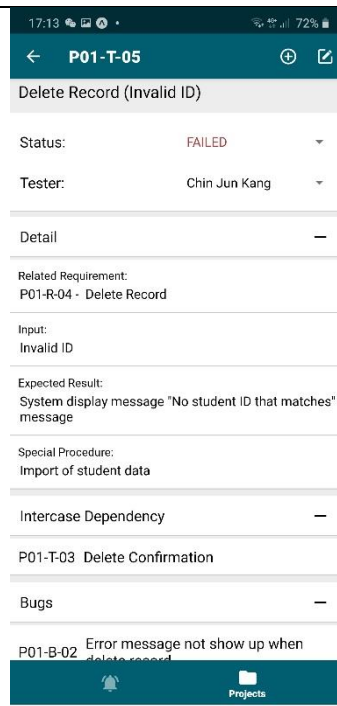 17:13 72%
P01-T-05
Delete Record (Invalid ID)
Status: FAILED
Tester: Chin Jun Kang
Detail
Related Requirement:
P01-R-04 - Delete Record
Input:
Invalid ID
Expected Result:
System display message "No student ID that matches"
message
Special Procedure:
Import of student data
Intercase Dependency
P01-T-03 Delete Confirmation
Bugs
P01-B-02 Error message not show up when
delete record
Projects